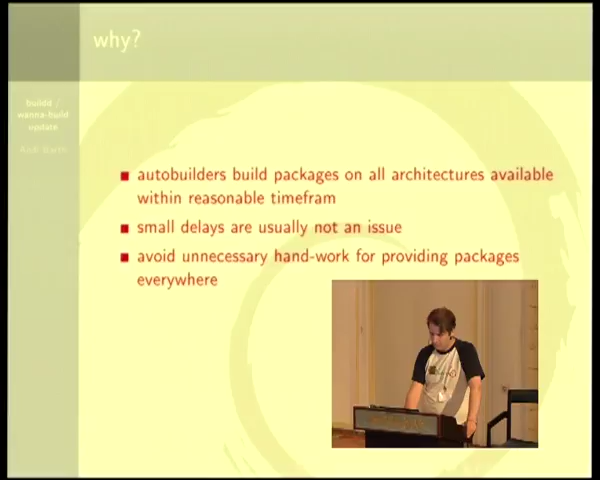 why?
buildd /
wanna-build
update
Andi Barth
autobuilders build packages on all architectures available
within reasonable timefram
small delays are usually not an issue
avoid unnecessary hand-work for providing packages
everywhere